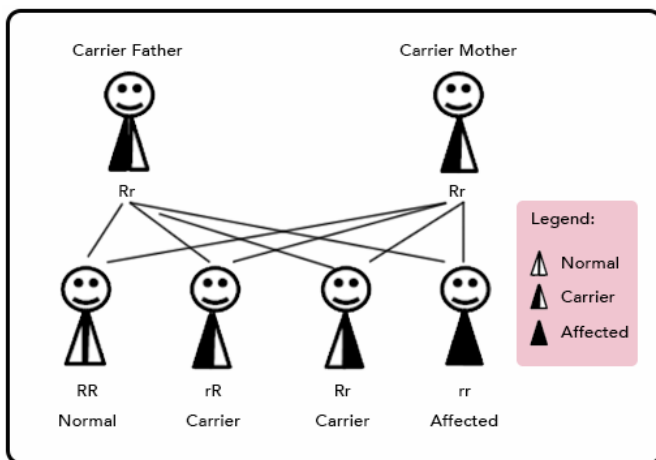 Carrier Father
Carrier Mother
Rr
Rr
Legend:
Normal
Carrier
Affected
RR
rR
Rr
rr
Normal
Carrier
Carrier
Affected